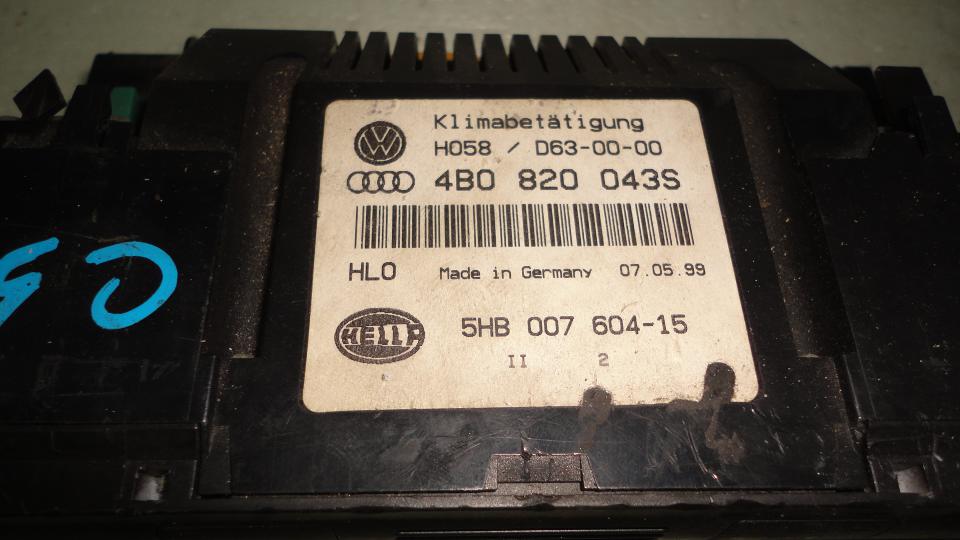 Klimabetätigung
H058 / D63-00-00
4B0 820 043S
HLO Made in Germany 07.05.99
HELLA 5HB 007 604-15
II 2